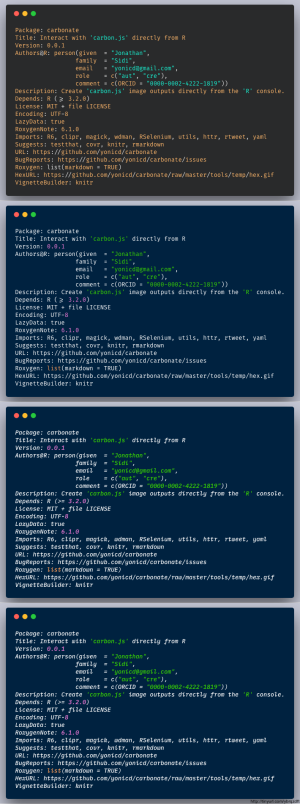 Package: carbonate
Title: Interact with 'carbon.js' directly from R
Version: 0.0.1
Authors@R: person(given = "Jonathan",
family = "Sidi",
email = "yonicd@gmail.com",
role = c("aut", "cre"),
comment = c(ORCID = "0000-0002-4222-1819"))
Description: Create 'carbon.js' image outputs directly from the 'R' console.
Depends: R (⩾ 3.2.0)
License: MIT + file LICENSE
Encoding: UTF-8
LazyData: true
RoxygenNote: 6.1.0
Imports: R6, clipr, magick, wdman, RSelenium, utils, httr, rtweet, yaml
Suggests: testthat, covr, knitr, rmarkdown
URL: https://github.com/yonicd/carbonate
BugReports: https://github.com/yonicd/carbonate/issues
Roxygen: list(markdown = TRUE)
HexURL: https://github.com/yonicd/carbonate/raw/master/tools/temp/hex.gif
VignetteBuilder: knitr
Package: carbonate
Title: Interact with 'carbon.js' directly from R
Version: 0.0.1
Authors@R: person(given = "Jonathan",
family = "Sidi",
email = "yonicd@gmail.com",
role = c("aut", "cre"),
comment = c(ORCID = "0000-0002-4222-1819"))
Description: Create 'carbon.js' image outputs directly from the 'R' console.
Depends: R (⩾ 3.2.0)
License: MIT + file LICENSE
Encoding: UTF-8
LazyData: true
RoxygenNote: 6.1.0
Imports: R6, clipr, magick, wdman, RSelenium, utils, httr, rtweet, yaml
Suggests: testthat, covr, knitr, rmarkdown
URL: https://github.com/yonicd/carbonate
BugReports: https://github.com/yonicd/carbonate/issues
Roxygen: list(markdown = TRUE)
HexURL: https://github.com/yonicd/carbonate/raw/master/tools/temp/hex.gif
VignetteBuilder: knitr
Package: carbonate
Title: Interact with 'carbon.js' directly from R
Version: 0.0.1
Authors@R: person(given = "Jonathan",
family = "Sidi",
email = "yonicd@gmail.com",
role = c("aut", "cre"),
comment = c(ORCID = "0000-0002-4222-1819"))
Description: Create 'carbon.js' image outputs directly from the 'R' console.
Depends: R (>= 3.2.0)
License: MIT + file LICENSE
Encoding: UTF-8
LazyData: true
RoxygenNote: 6.1.0
Imports: R6, clipr, magick, wdman, RSelenium, utils, httr, rtweet, yaml
Suggests: testthat, covr, knitr, rmarkdown
URL: https://github.com/yonicd/carbonate
BugReports: https://github.com/yonicd/carbonate/issues
Roxygen: list(markdown = TRUE)
HexURL: https://github.com/yonicd/carbonate/raw/master/tools/temp/hex.gif
VignetteBuilder: knitr
Package: carbonate
Title: Interact with 'carbon.js' directly from R
Version: 0.0.1
Authors@R: person(given = "Jonathan",
family = "Sidi",
email = "yonicd@gmail.com",
role = c("aut", "cre"),
comment = c(ORCID = "0000-0002-4222-1819"))
Description: Create 'carbon.js' image outputs directly from the 'R' console.
Depends: R (>= 3.2.0)
License: MIT + file LICENSE
Encoding: UTF-8
LazyData: true
RoxygenNote: 6.1.0
Imports: R6, clipr, magick, wdman, RSelenium, utils, httr, rtweet, yaml
Suggests: testthat, covr, knitr, rmarkdown
URL: https://github.com/yonicd/carbonate
BugReports: https://github.com/yonicd/carbonate/issues
Roxygen: list(markdown = TRUE)
HexURL: https://github.com/yonicd/carbonate/raw/master/tools/temp/hex.gif
VignetteBuilder: knitr